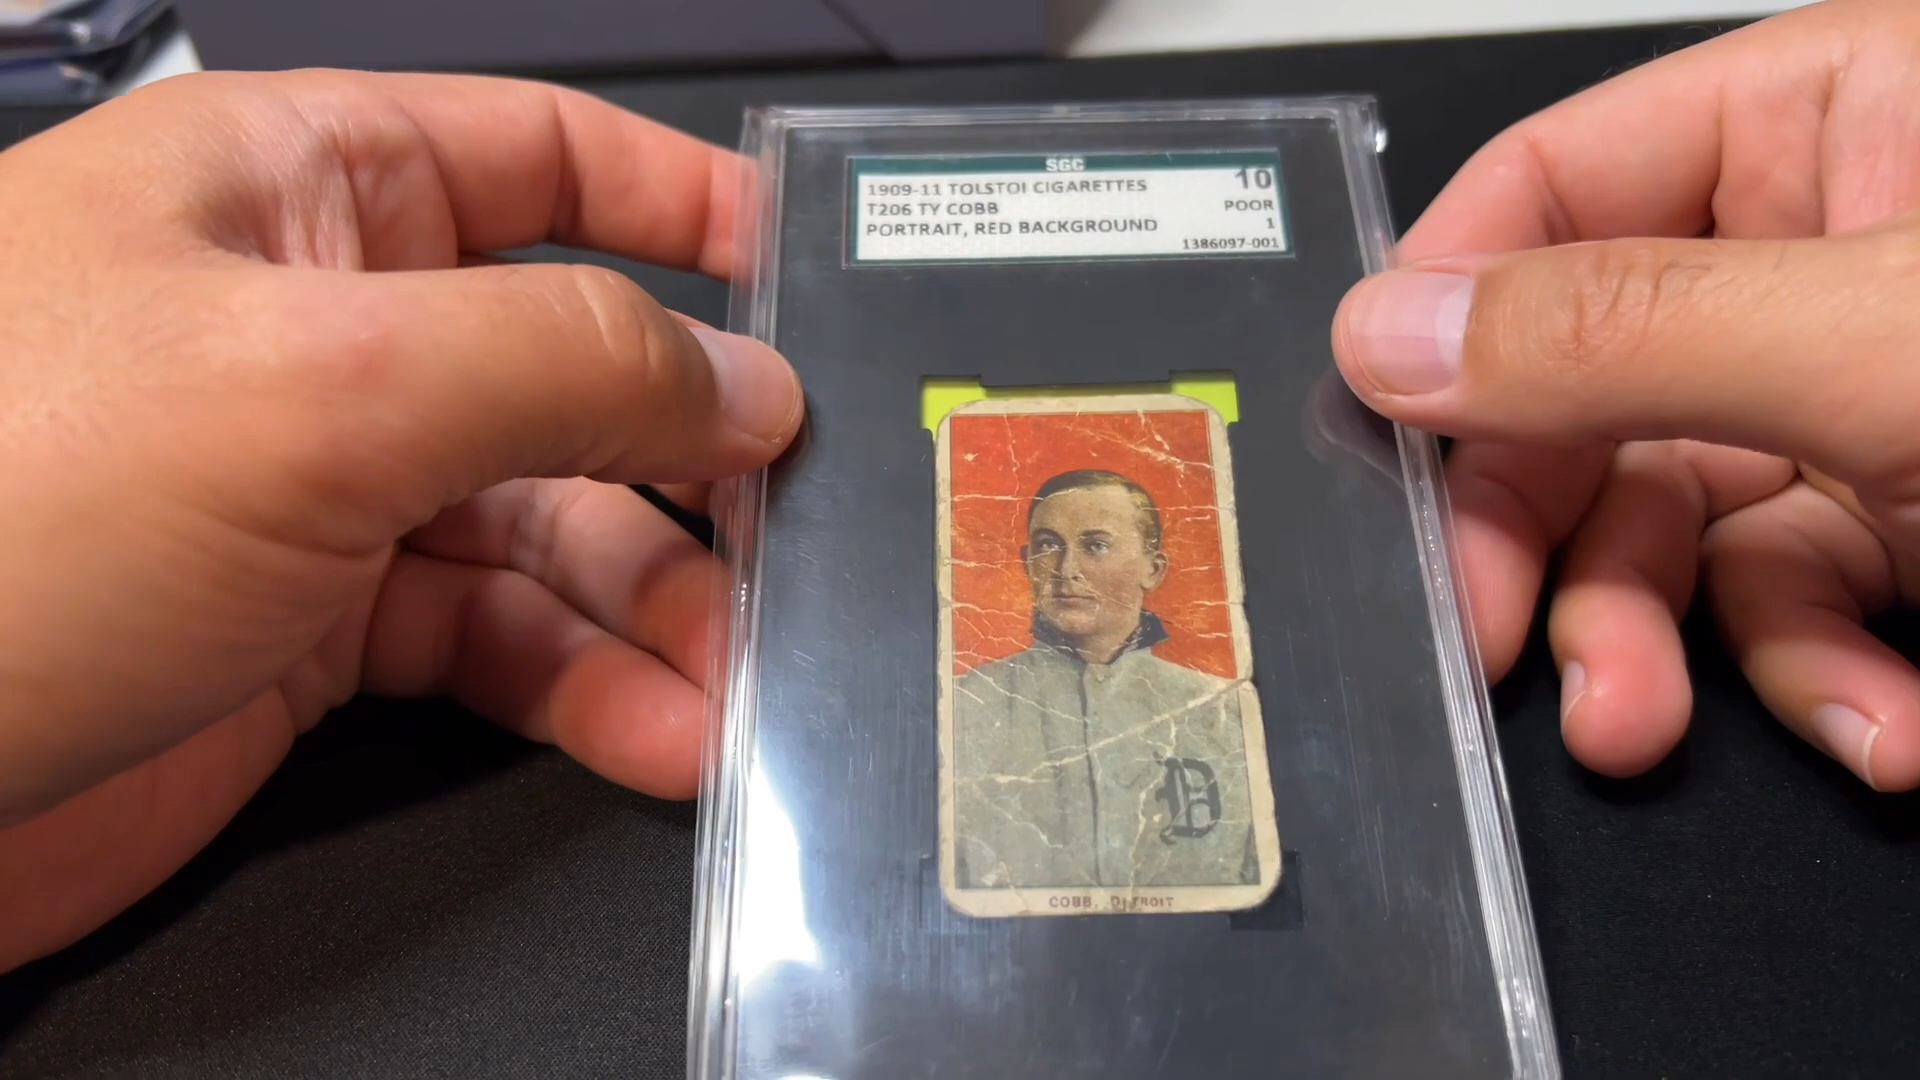 SGC
1909-11 TOLSTOI CIGARETTES 10
T206 TY COBB POOR
PORTRAIT, RED BACKGROUND 1
1386097-001
D
COBB, DETROIT